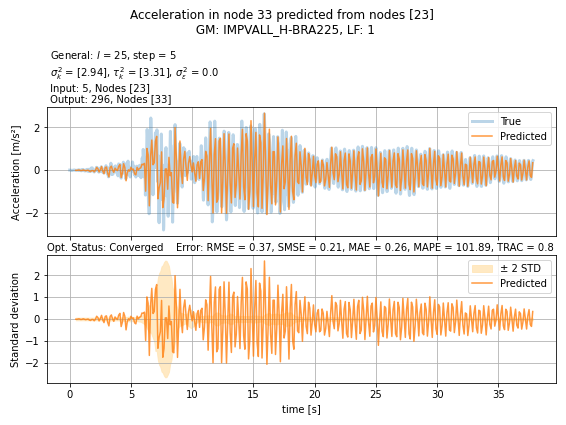 Acceleration in node 33 predicted from nodes [23]
GM: IMPVALL_H-BRA225, LF: 1
General: l = 25, step = 5
σ²ₖ = [2.94], τ²ₖ = [3.31], σ²ε = 0.0
Input: 5, Nodes [23]
Output: 296, Nodes [33]
Acceleration [m/s²]
2
0
−2
True
Predicted
Opt. Status: Converged Error: RMSE = 0.37, SMSE = 0.21, MAE = 0.26, MAPE = 101.89, TRAC = 0.8
Standard deviation
2
1
0
−1
−2
± 2 STD
Predicted
0 5 10 15 20 25 30 35
time [s]